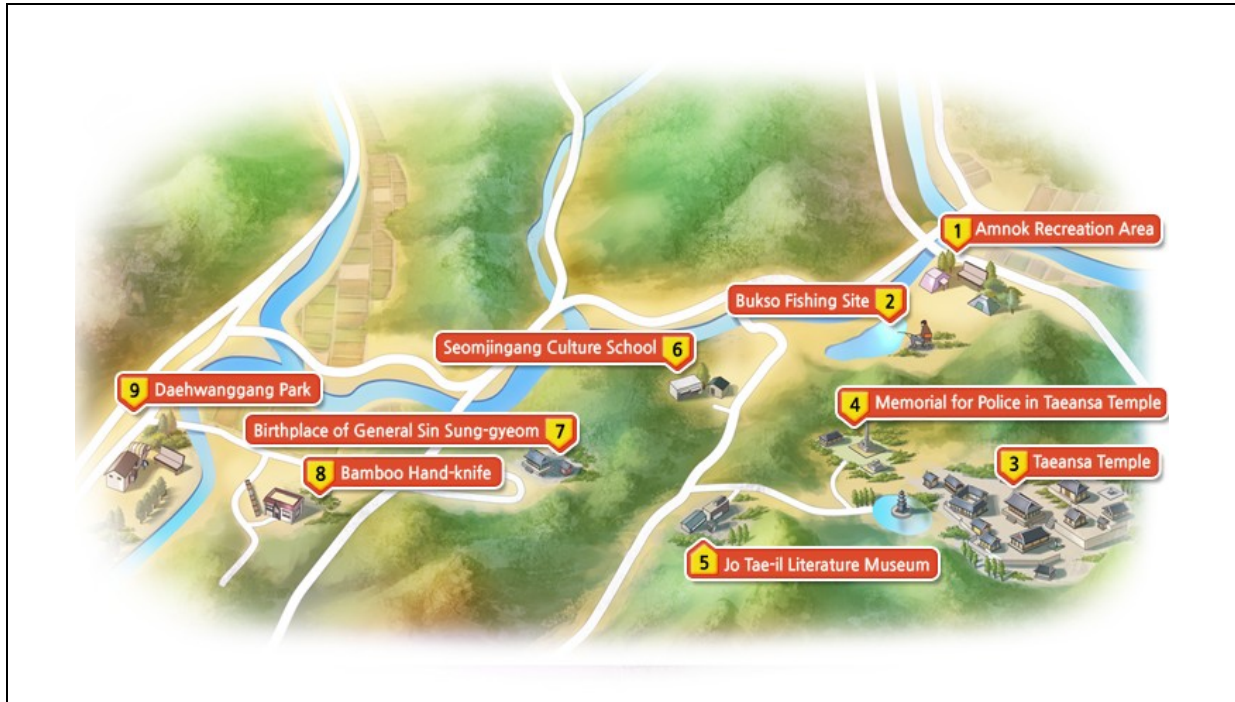 1 Amnok Recreation Area
Bukso Fishing Site 2
Seomjingang Culture School 6
9 Daehwanggang Park
4 Memorial for Police in Taeansa Temple
Birthplace of General Sin Sung-gyeom 7
3 Taeansa Temple
8 Bamboo Hand-knife
5 Jo Tae-il Literature Museum